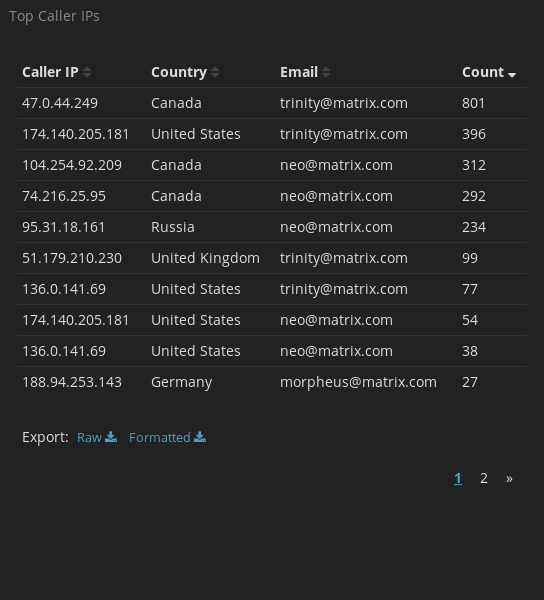 Top Caller IPs
Caller IP Country Email Count
47.0.44.249 Canada trinity@matrix.com 801
174.140.205.181 United States trinity@matrix.com 396
104.254.92.209 Canada neo@matrix.com 312
74.216.25.95 Canada neo@matrix.com 292
95.31.18.161 Russia neo@matrix.com 234
51.179.210.230 United Kingdom trinity@matrix.com 99
136.0.141.69 United States trinity@matrix.com 77
174.140.205.181 United States neo@matrix.com 54
136.0.141.69 United States neo@matrix.com 38
188.94.253.143 Germany morpheus@matrix.com 27
Export: Raw Formatted
1 2 »